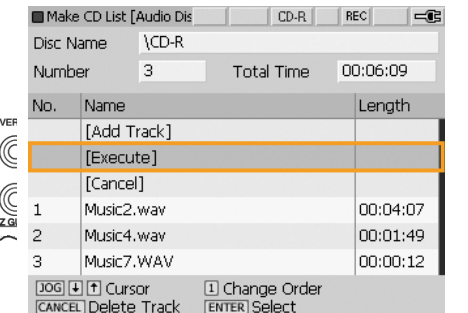 Make CD List [Audio Dis CD-R REC
Disc Name \CD-R
Number 3 Total Time 00:06:09
No. Name Length
[Add Track]
[Execute]
[Cancel]
1 Music2.wav 00:04:07
2 Music4.wav 00:01:49
3 Music7.WAV 00:00:12
JOG ↓ ↑ Cursor 1 Change Order
CANCEL Delete Track ENTER Select
VER
Z GI